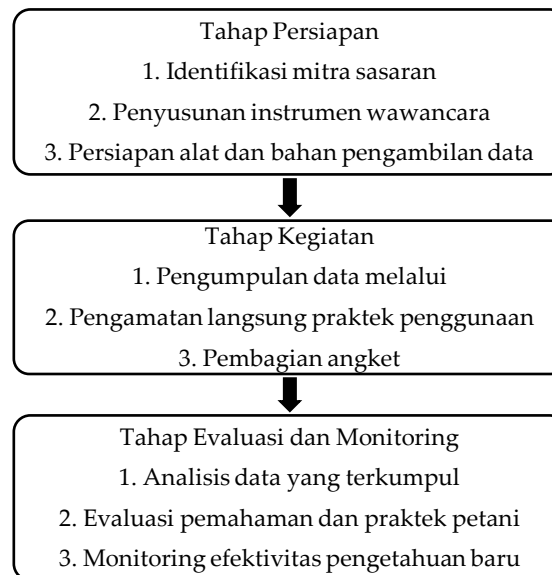 Tahap Persiapan
1. Identifikasi mitra sasaran
2. Penyusunan instrumen wawancara
3. Persiapan alat dan bahan pengambilan data
Tahap Kegiatan
1. Pengumpulan data melalui
2. Pengamatan langsung praktek penggunaan
3. Pembagian angket
Tahap Evaluasi dan Monitoring
1. Analisis data yang terkumpul
2. Evaluasi pemahaman dan praktek petani
3. Monitoring efektivitas pengetahuan baru